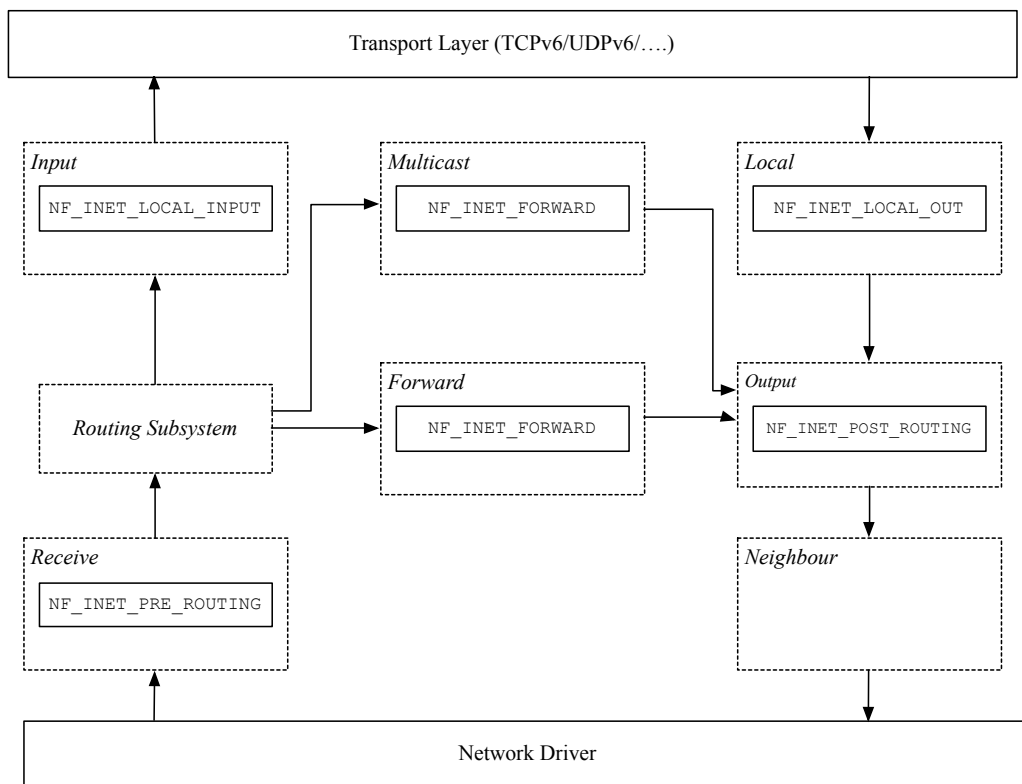 Transport Layer (TCPv6/UDPv6/….)
Input
NF_INET_LOCAL_INPUT
Multicast
NF_INET_FORWARD
Local
NF_INET_LOCAL_OUT
Routing Subsystem
Forward
NF_INET_FORWARD
Output
NF_INET_POST_ROUTING
Receive
NF_INET_PRE_ROUTING
Neighbour
Network Driver